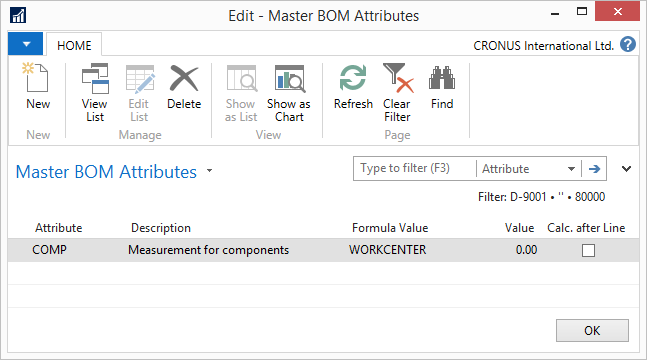 Edit - Master BOM Attributes
HOME
CRONUS International Ltd.
?
New
View List
Edit List
Delete
Show as List
Show as Chart
Refresh
Clear Filter
Find
New
Manage
View
Page
Master BOM Attributes
Type to filter (F3)
Attribute
Filter: D-9001 • '' • 80000
Attribute
Description
Formula Value
Value
Calc. after Line
COMP
Measurement for components
WORKCENTER
0.00
OK